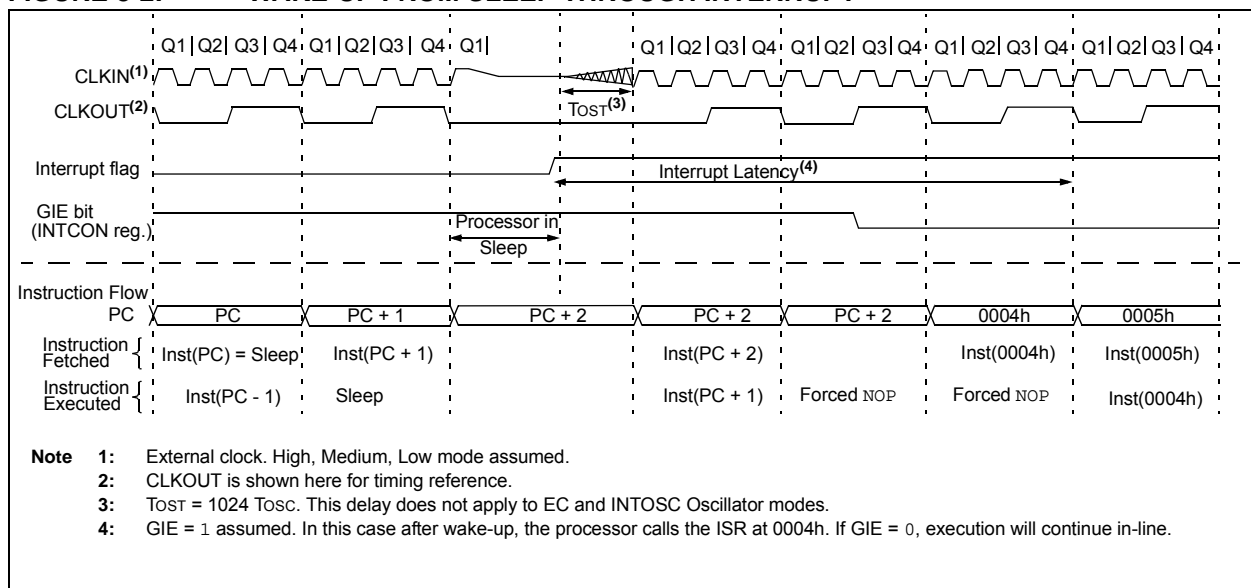 Q1 Q2 Q3 Q4 Q1 Q2 Q3 Q4 Q1 Q1 Q2 Q3 Q4 Q1 Q2 Q3 Q4 Q1 Q2 Q3 Q4 Q1 Q2 Q3 Q4
CLKIN(1)
TOST(3)
CLKOUT(2)
Interrupt flag
Interrupt Latency(4)
GIE bit
(INTCON reg.)
Processor in
Sleep
Instruction Flow
PC PC PC + 1 PC + 2 PC + 2 PC + 2 0004h 0005h
Instruction
Fetched
Inst(PC) = Sleep Inst(PC + 1) Inst(PC + 2) Inst(0004h) Inst(0005h)
Instruction
Executed
Inst(PC - 1) Sleep Inst(PC + 1) Forced NOP Forced NOP Inst(0004h)
Note 1: External clock. High, Medium, Low mode assumed.
2: CLKOUT is shown here for timing reference.
3: TOST = 1024 TOSC. This delay does not apply to EC and INTOSC Oscillator modes.
4: GIE = 1 assumed. In this case after wake-up, the processor calls the ISR at 0004h. If GIE = 0, execution will continue in-line.